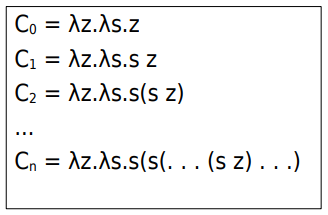 C₀ = λz.λs.z
C₁ = λz.λs.s z
C₂ = λz.λs.s(s z)
...
Cₙ = λz.λs.s(s(. . . (s z) . . .)